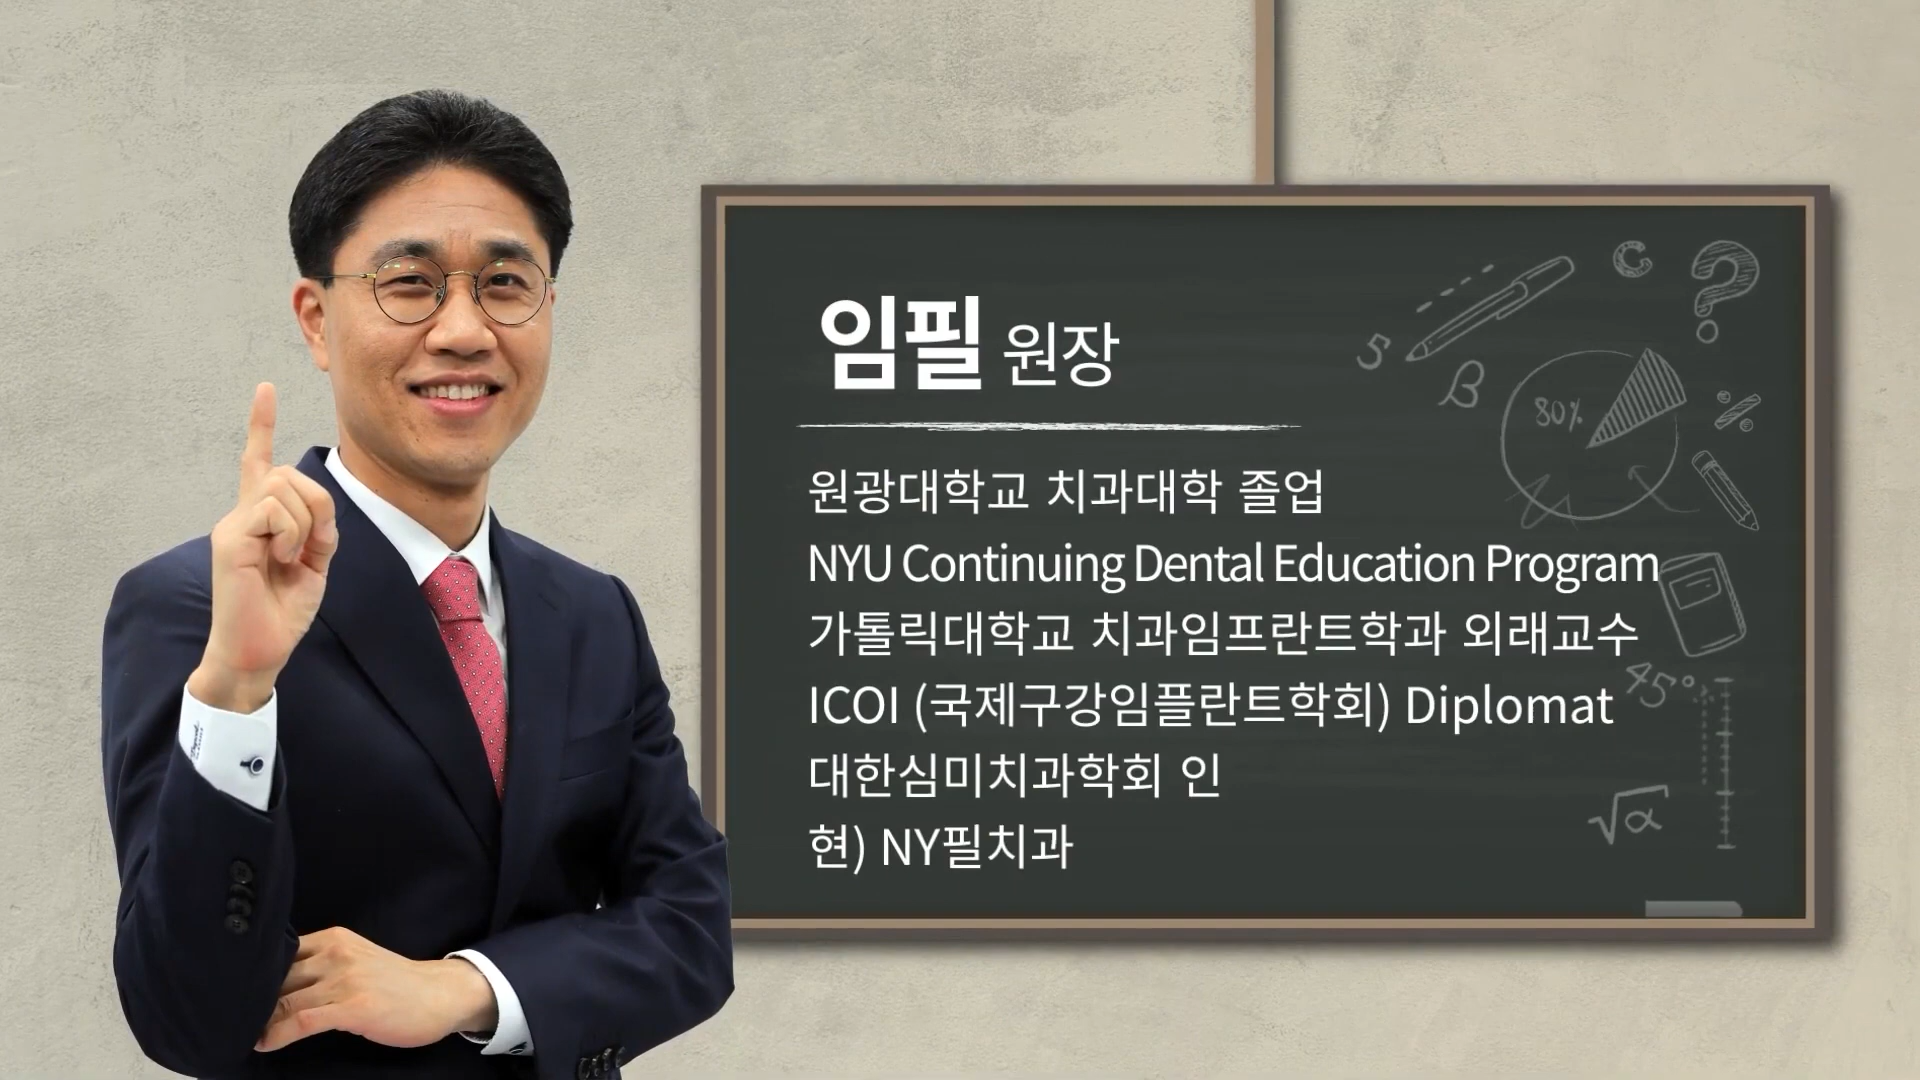 임필 원장
원광대학교 치과대학 졸업
NYU Continuing Dental Education Program
가톨릭대학교 치과임프란트학과 외래교수
ICOI (국제구강임플란트학회) Diplomat
대한심미치과학회 인
현) NY필치과
5
C
?
β
80%
%
45°
√α